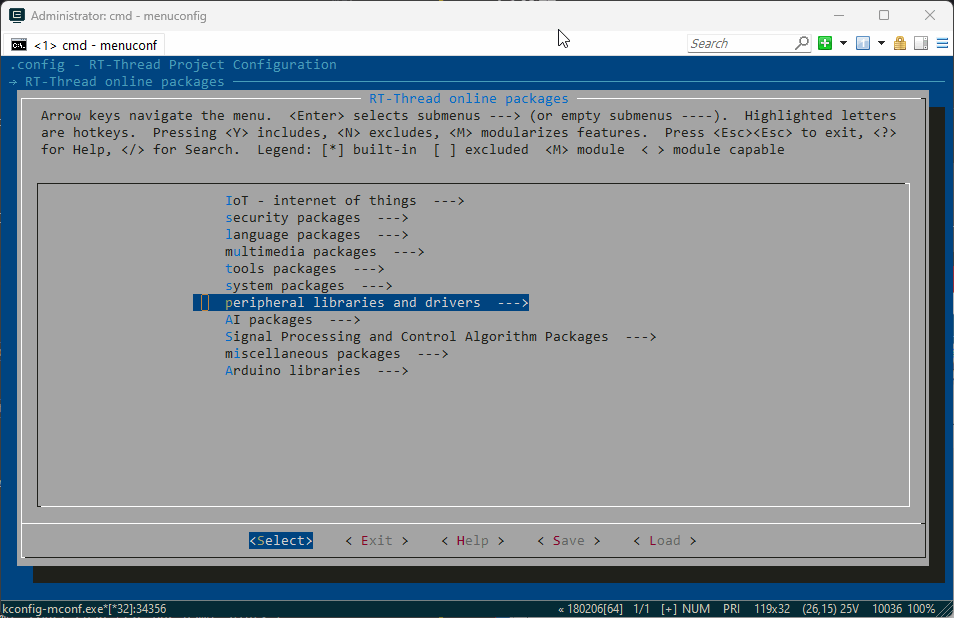 Administrator: cmd - menuconfig
<1> cmd - menuconf
Search
.config - RT-Thread Project Configuration
→ RT-Thread online packages
RT-Thread online packages
Arrow keys navigate the menu.  <Enter> selects submenus ---> (or empty submenus ----).  Highlighted letters
are hotkeys.  Pressing <Y> includes, <N> excludes, <M> modularizes features.  Press <Esc><Esc> to exit, <?>
for Help, </> for Search.  Legend: [*] built-in  [ ] excluded  <M> module  < > module capable
IoT - internet of things  --->
security packages  --->
language packages  --->
multimedia packages  --->
tools packages  --->
system packages  --->
peripheral libraries and drivers  --->
AI packages  --->
Signal Processing and Control Algorithm Packages  --->
miscellaneous packages  --->
Arduino libraries  --->
<Select>    < Exit >    < Help >    < Save >    < Load >
kconfig-mconf.exe*[*32]:34356    « 180206[64]  1/1  [+] NUM  PRI  119x32  (26,15) 25V  10036 100%